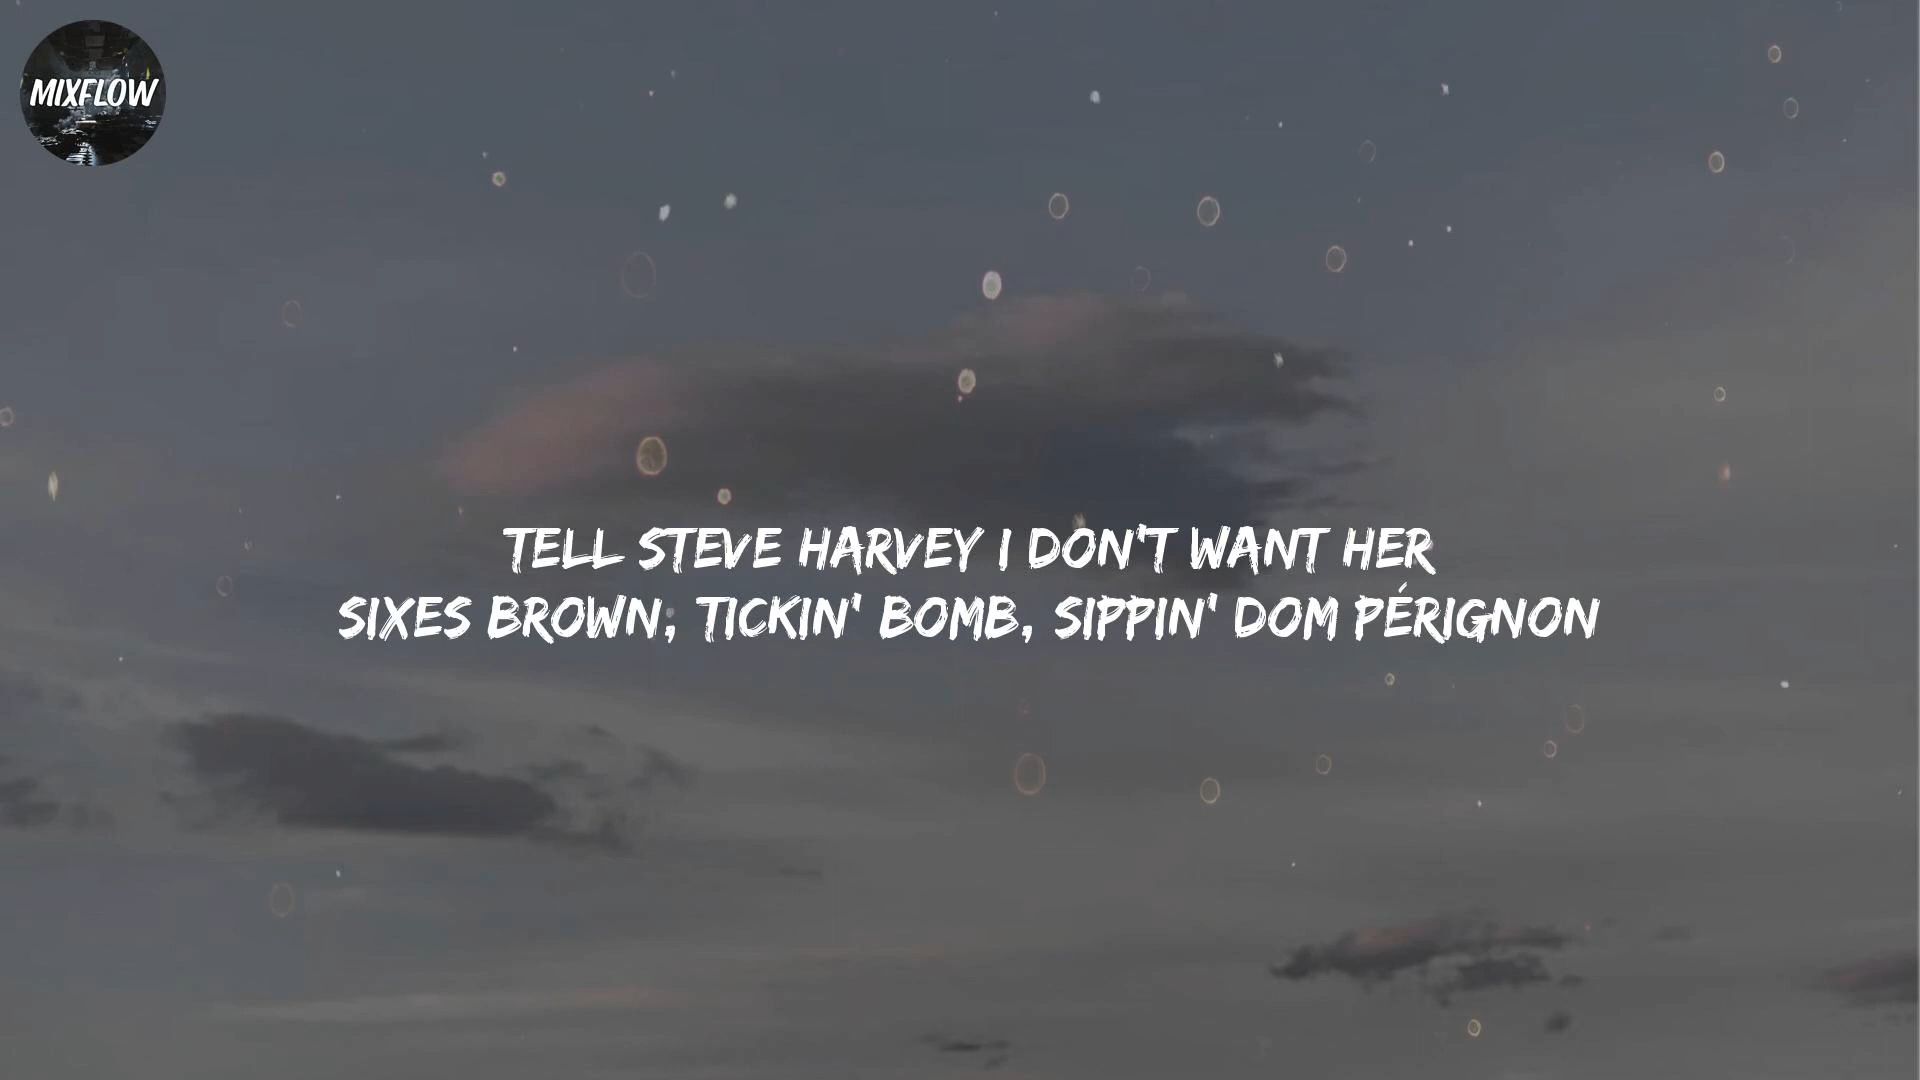 MIXFLOW
TELL STEVE HARVEY I DON'T WANT HER
SIXES BROWN, TICKIN' BOMB, SIPPIN' DOM PÉRIGNON